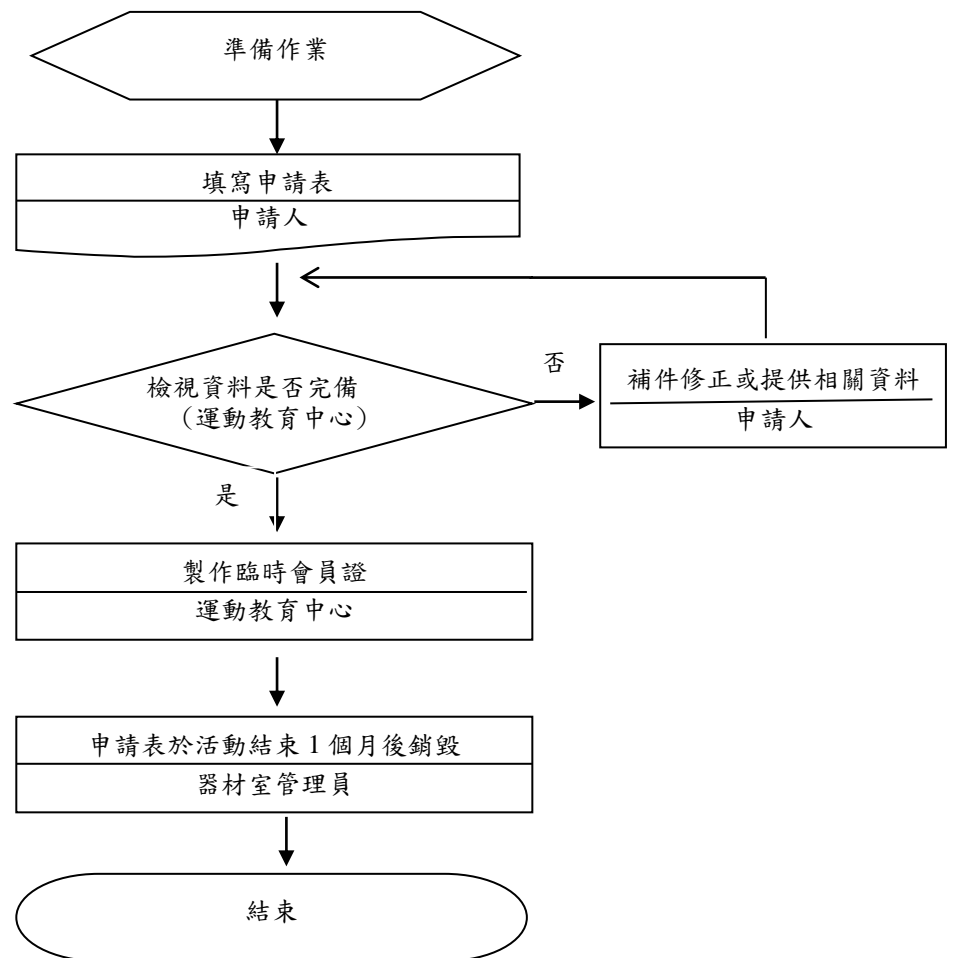 準備作業
填寫申請表
申請人
檢視資料是否完備
（運動教育中心）
否
補件修正或提供相關資料
申請人
是
製作臨時會員證
運動教育中心
申請表於活動結束 1 個月後銷毀
器材室管理員
結束